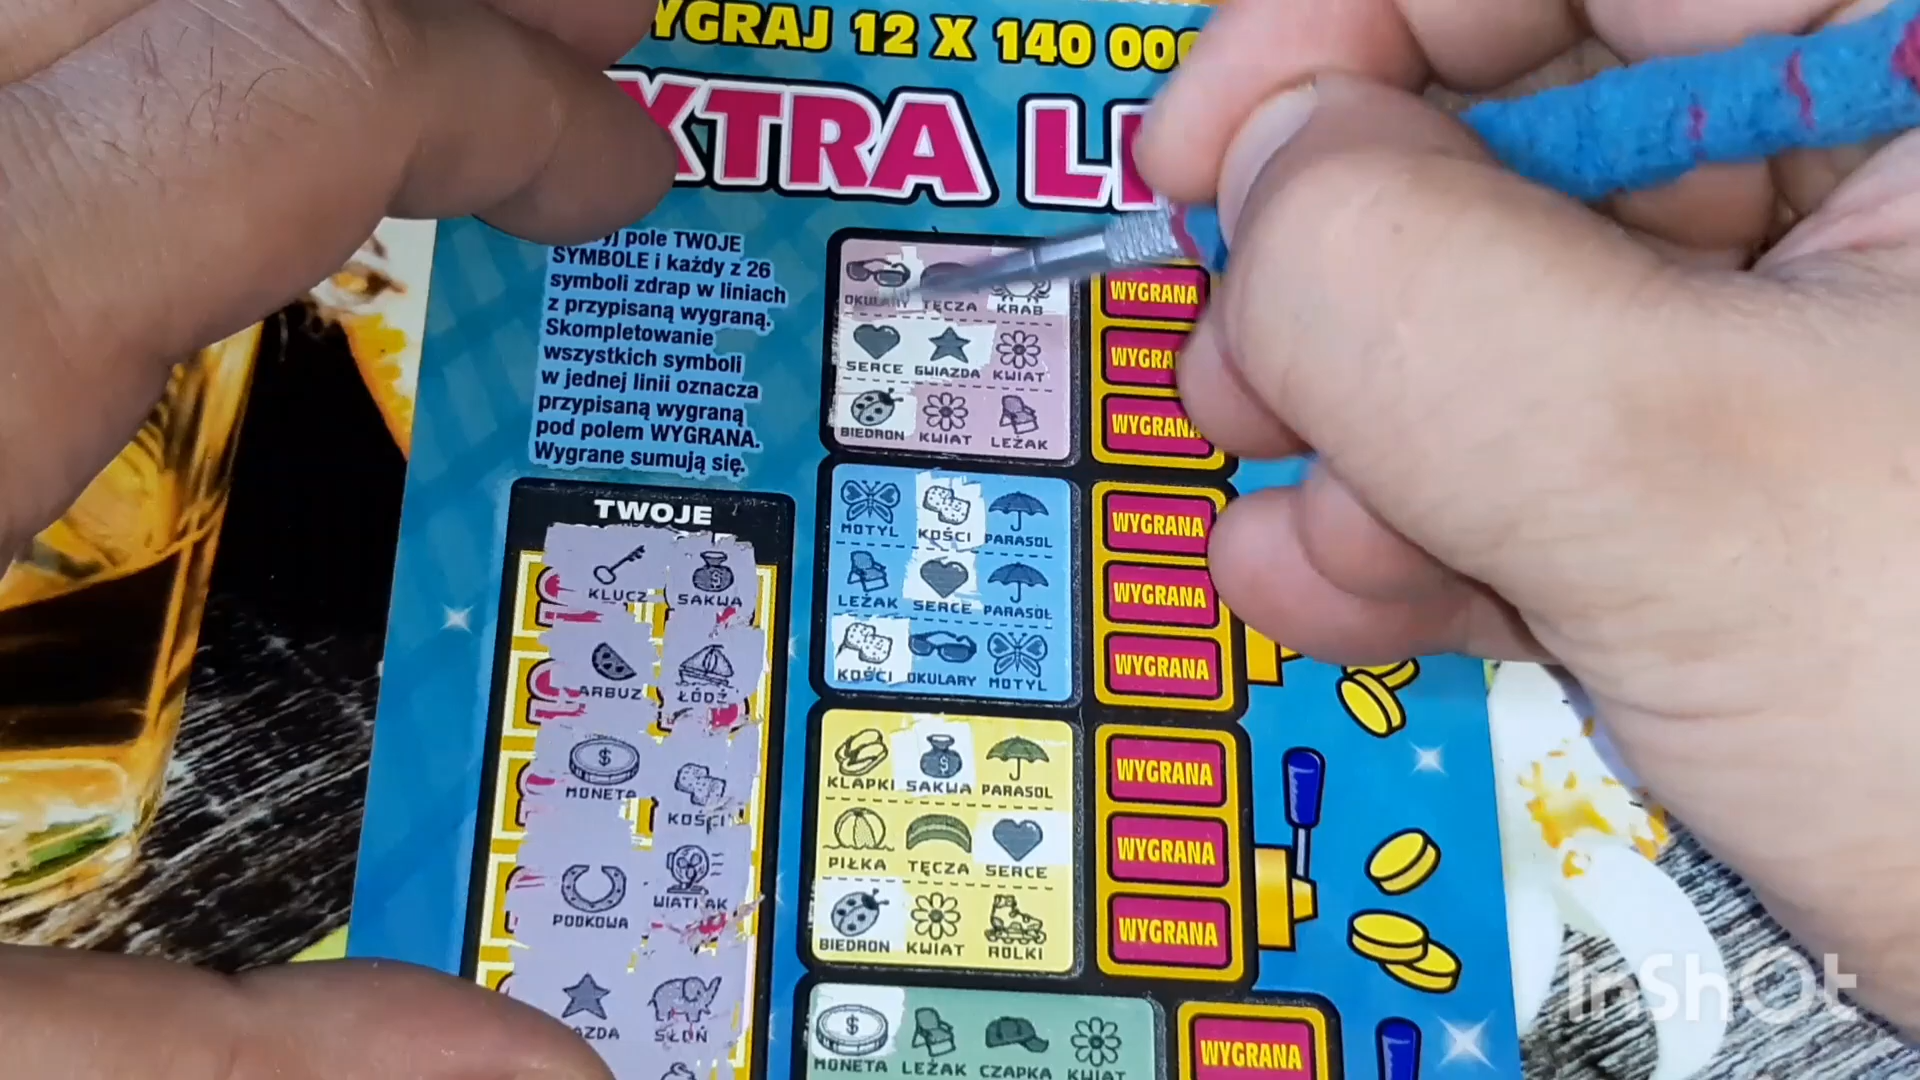 YGRAJ 12 X 140 000
XTRA L
pole TWOJE
SYMBOLE i każdy z 26
symboli zdrap w liniach
z przypisaną wygraną.
Skompletowanie
wszystkich symboli
w jednej linii oznacza
przypisaną wygraną
pod polem WYGRANA.
Wygrane sumują się.
TWOJE
KLUCZ SAKWA
ARBUZ ŁÓDŹ
MONETA KOŚCI
PODKOWA
SŁOŃ
OKULARY TĘCZA KRAB
SERCE GWIAZDA KWIAT
BIEDRON KWIAT LEŻAK
WYGRANA
WYGRA
WYGRANA
MOTYL KOŚCI PARASOL
LEŻAK SERCE PARASOL
KOŚCI OKULARY MOTYL
WYGRANA
WYGRANA
WYGRANA
KLAPKI SAKWA PARASOL
PIŁKA TĘCZA SERCE
BIEDRON KWIAT ROLKI
WYGRANA
WYGRANA
WYGRANA
MONETA LEŻAK CZAPKA KWIAT
WYGRANA
InShOt